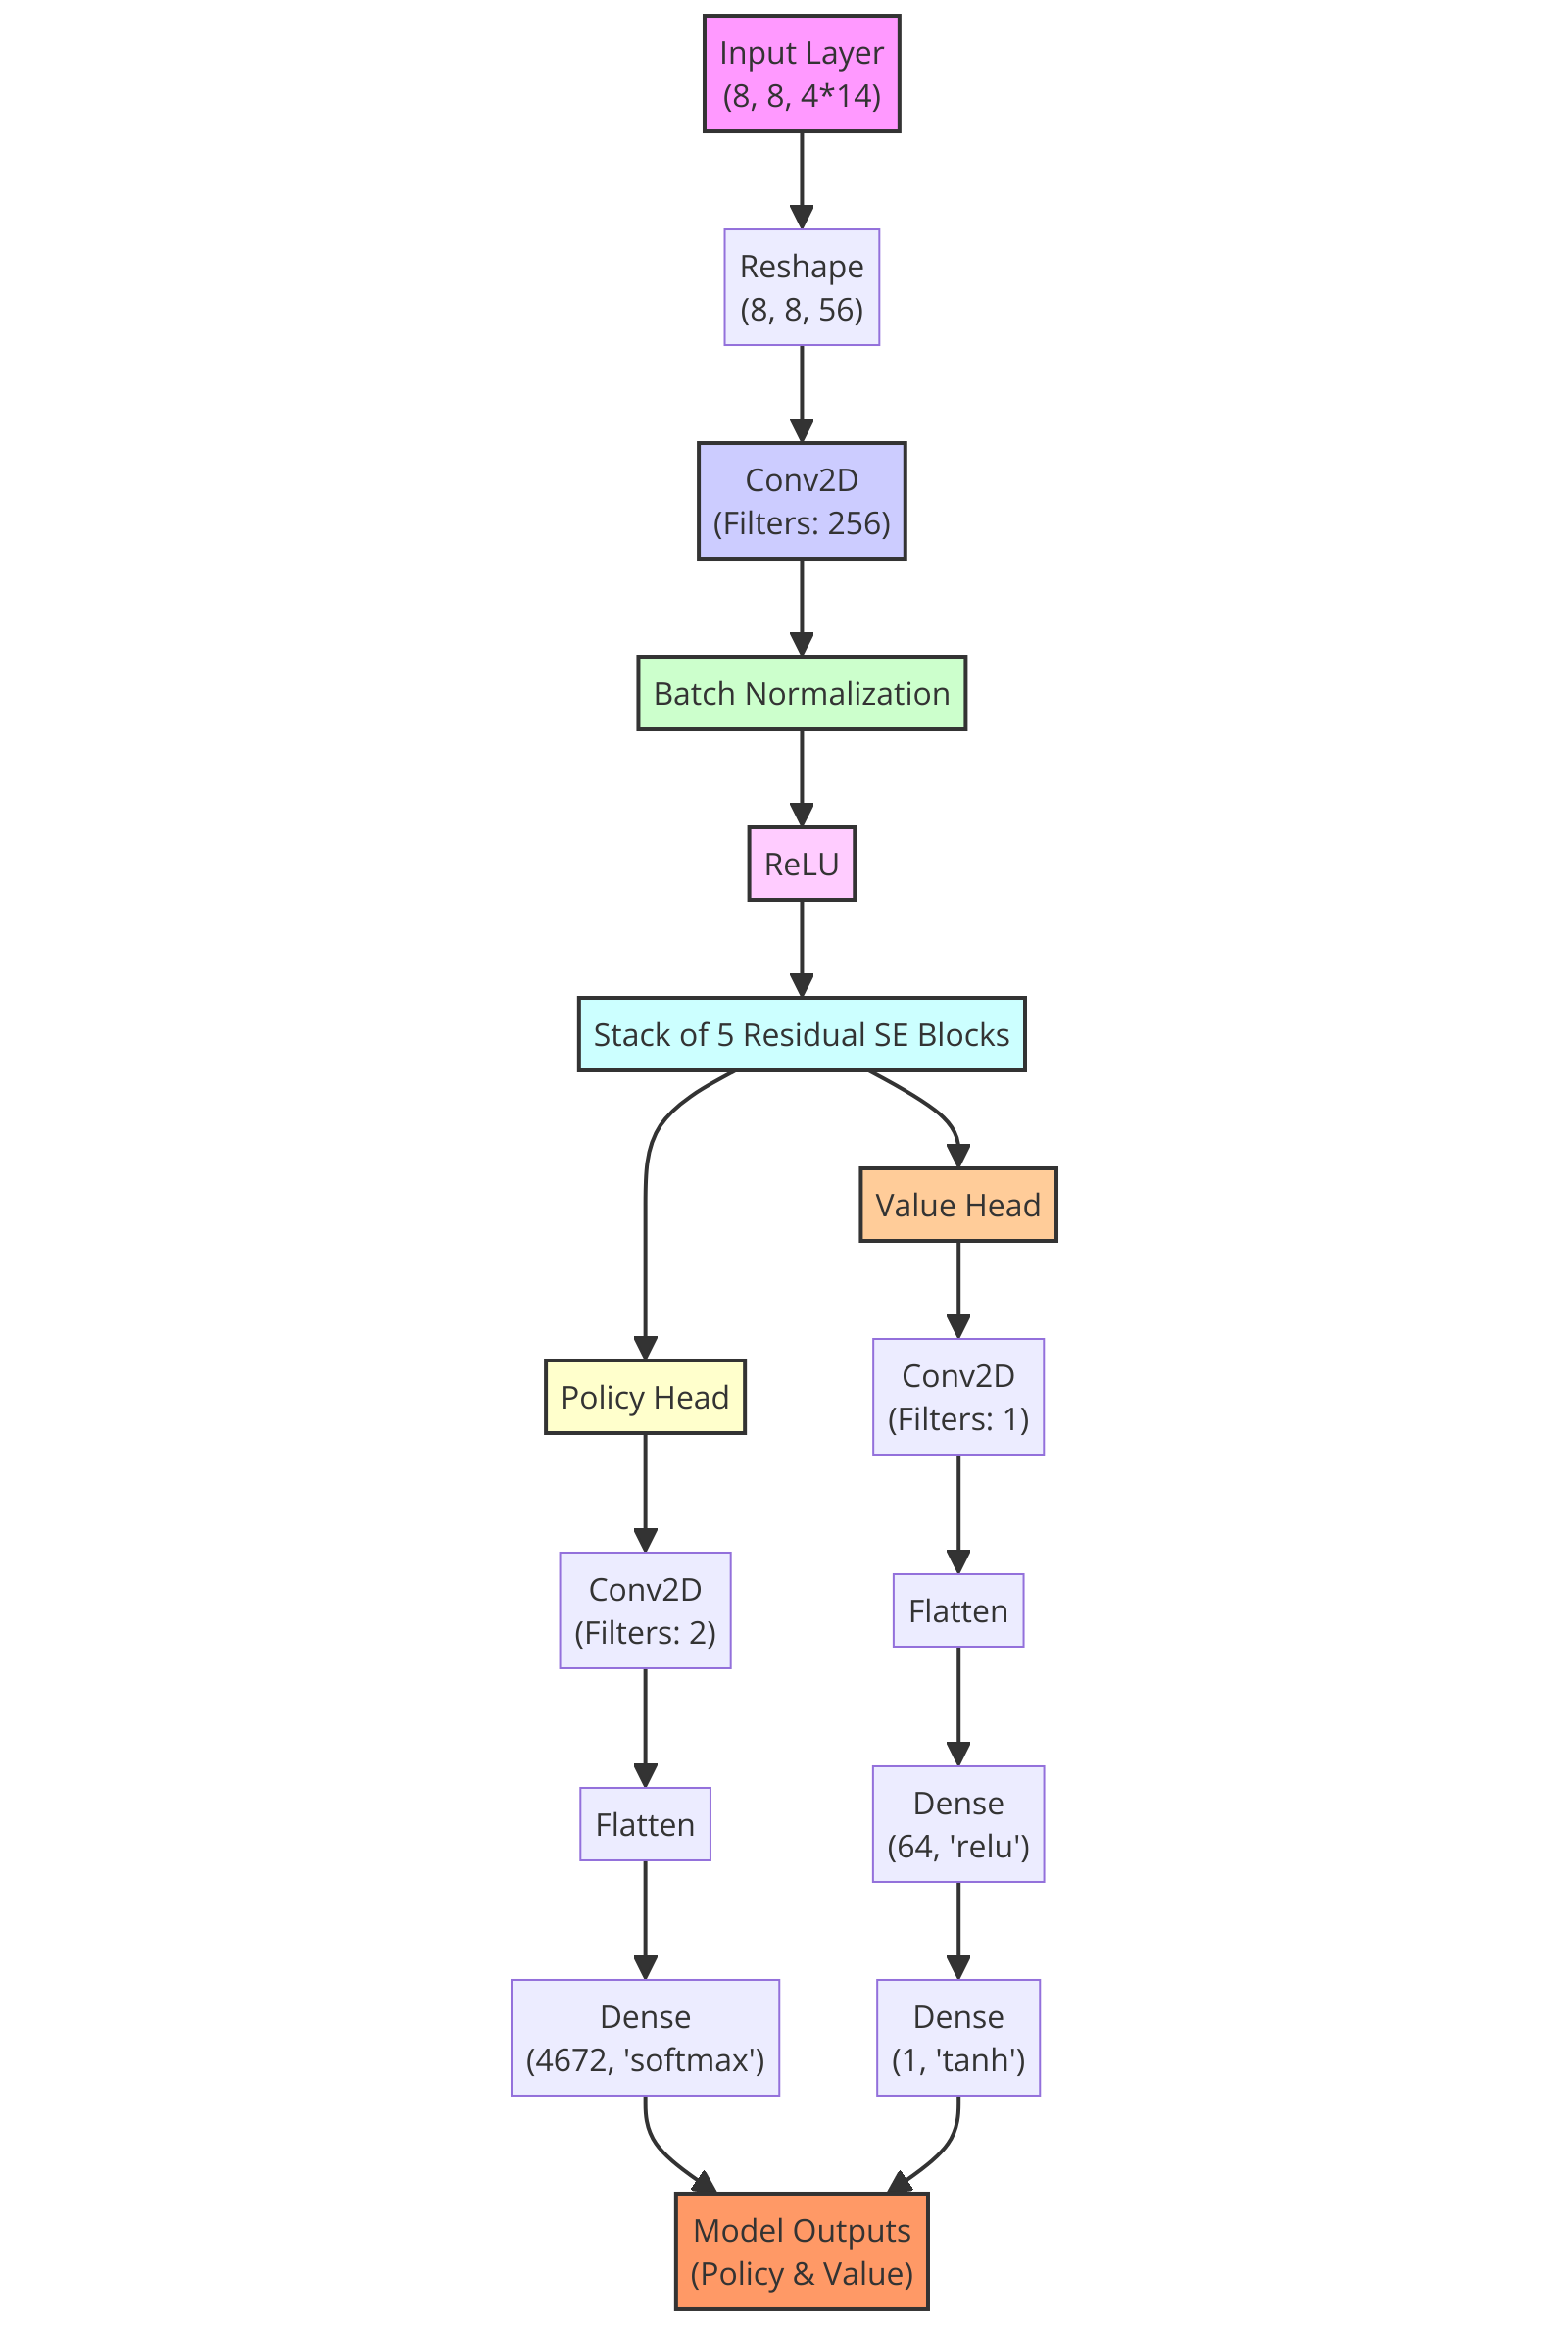 Input Layer
(8, 8, 4*14)
Reshape
(8, 8, 56)
Conv2D
(Filters: 256)
Batch Normalization
ReLU
Stack of 5 Residual SE Blocks
Value Head
Policy Head
Conv2D
(Filters: 1)
Conv2D
(Filters: 2)
Flatten
Flatten
Dense
(64, 'relu')
Dense
(4672, 'softmax')
Dense
(1, 'tanh')
Model Outputs
(Policy & Value)